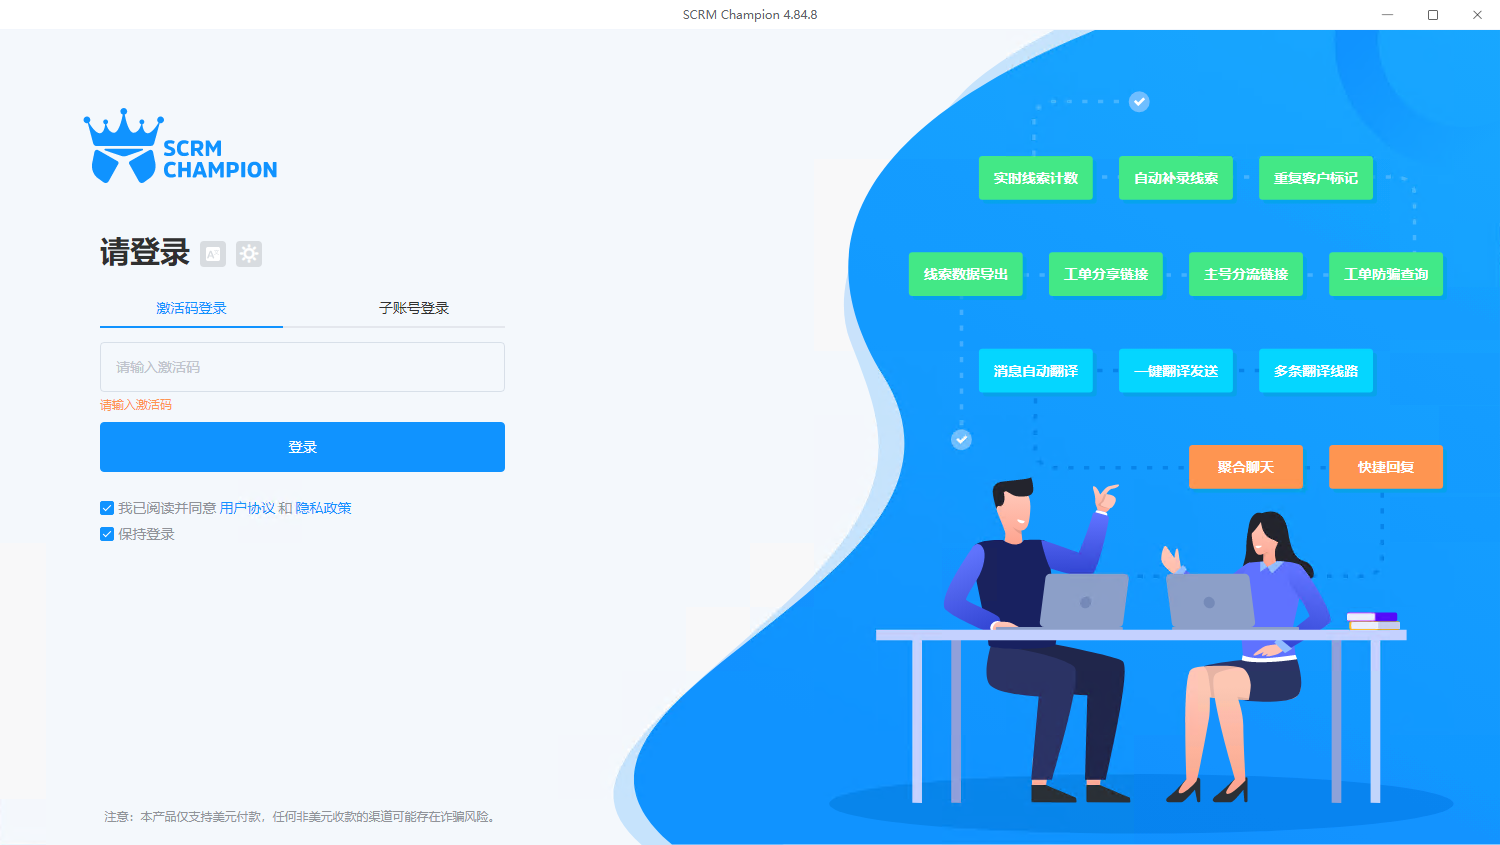 SCRM Champion 4.84.8
SCRM
CHAMPION
请登录
激活码登录
子账号登录
请输入激活码
请输入激活码
登录
我已阅读并同意 用户协议 和 隐私政策
保持登录
注意：本产品仅支持美元付款，任何非美元收款的渠道可能存在诈骗风险。
实时线索计数
自动补录线索
重复客户标记
线索数据导出
工单分享链接
主号分流链接
工单防骗查询
消息自动翻译
一键翻译发送
多条翻译线路
聚合聊天
快捷回复